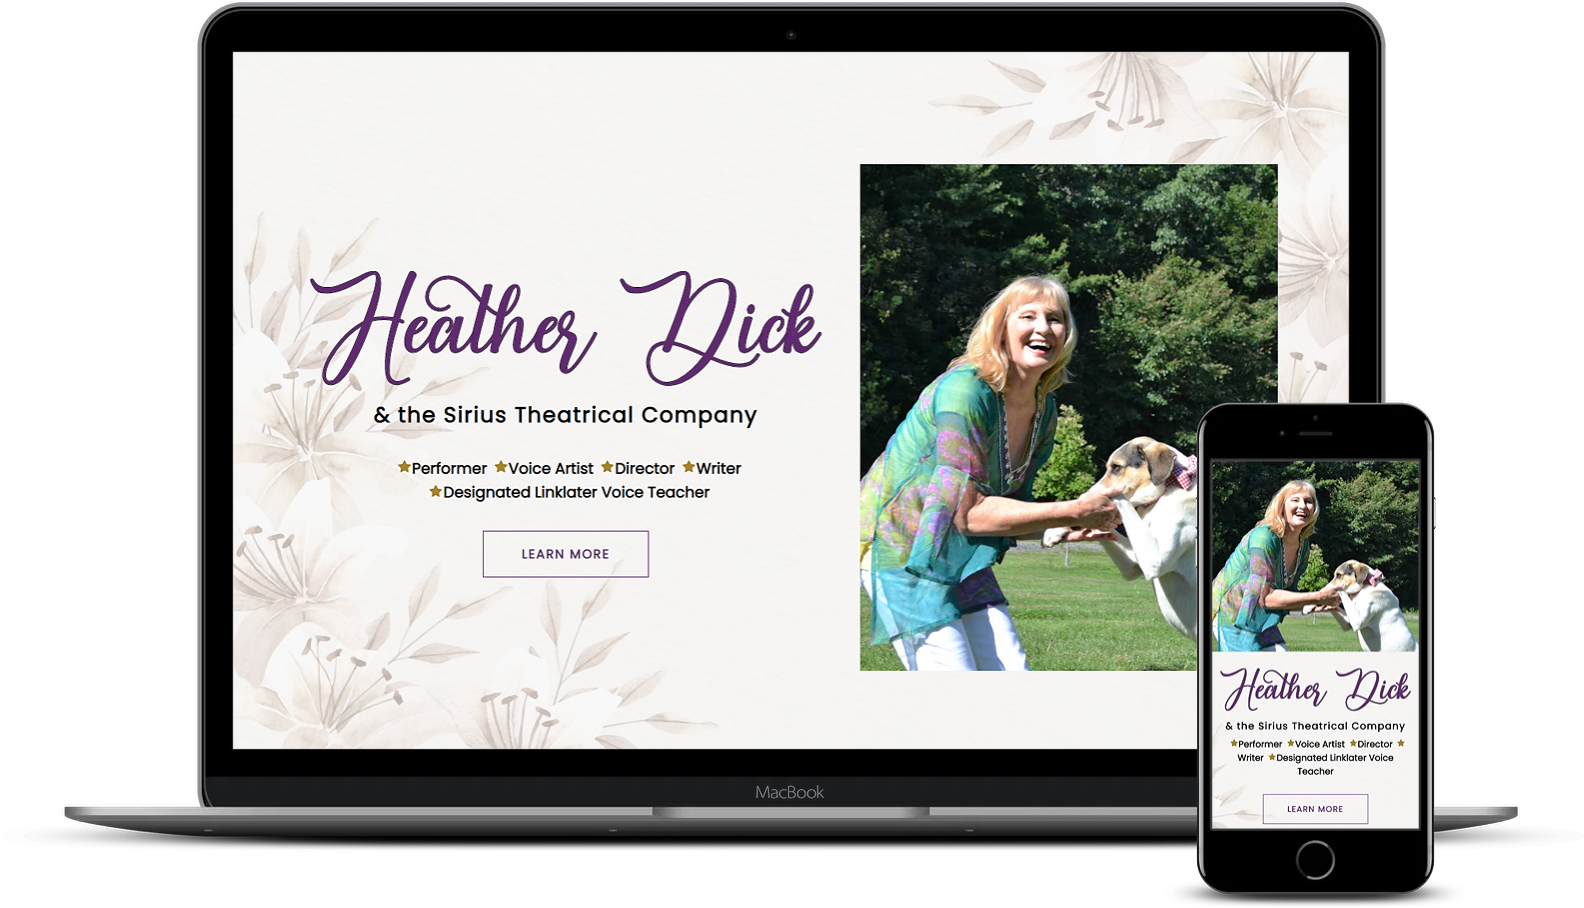 Heather Dick
& the Sirius Theatrical Company
★Performer ★Voice Artist ★Director ★Writer
★Designated Linklater Voice Teacher
LEARN MORE
MacBook
Heather Dick
& the Sirius Theatrical Company
★Performer ★Voice Artist ★Director ★
Writer ★Designated Linklater Voice
Teacher
LEARN MORE